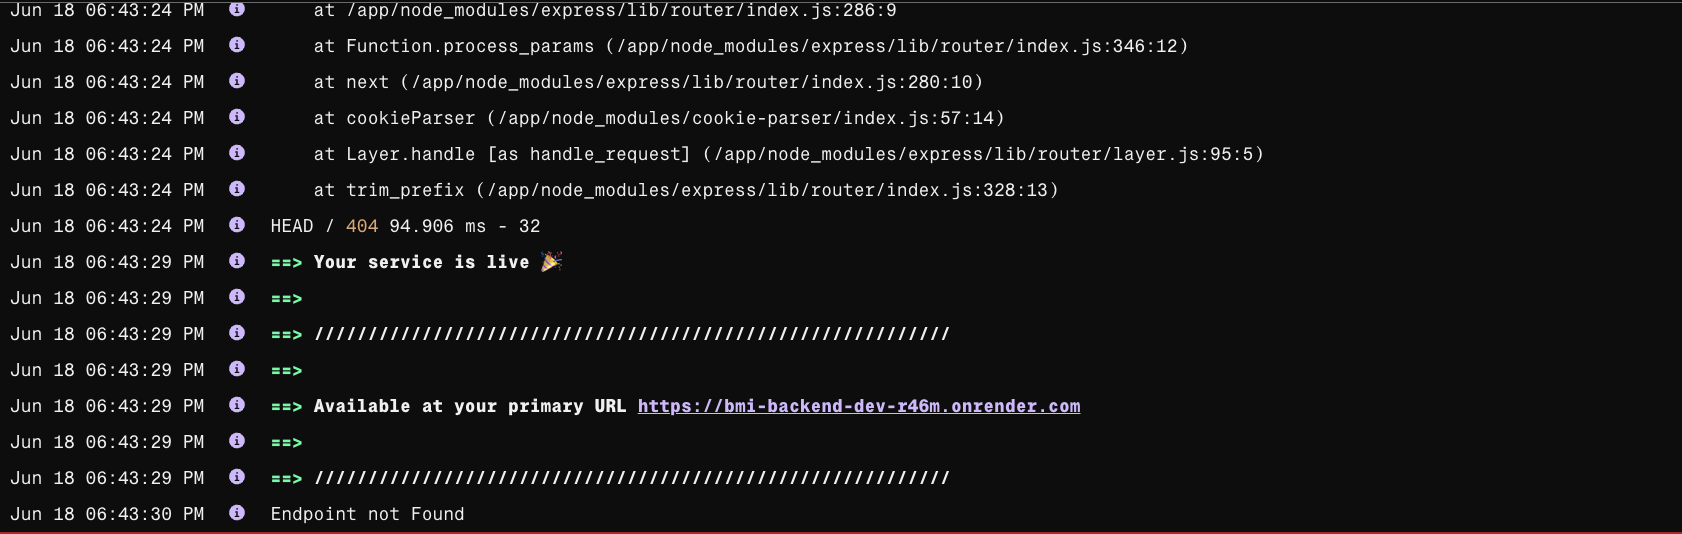 Jun 18 06:43:24 PM at /app/node_modules/express/lib/router/index.js:286:9
Jun 18 06:43:24 PM at Function.process_params (/app/node_modules/express/lib/router/index.js:346:12)
Jun 18 06:43:24 PM at next (/app/node_modules/express/lib/router/index.js:280:10)
Jun 18 06:43:24 PM at cookieParser (/app/node_modules/cookie-parser/index.js:57:14)
Jun 18 06:43:24 PM at Layer.handle [as handle_request] (/app/node_modules/express/lib/router/layer.js:95:5)
Jun 18 06:43:24 PM at trim_prefix (/app/node_modules/express/lib/router/index.js:328:13)
Jun 18 06:43:24 PM HEAD / 404 94.906 ms - 32
Jun 18 06:43:29 PM ==> Your service is live 🎉
Jun 18 06:43:29 PM ==>
Jun 18 06:43:29 PM ==> ///////////////////////////////////////////////////////////
Jun 18 06:43:29 PM ==>
Jun 18 06:43:29 PM ==> Available at your primary URL https://bmi-backend-dev-r46m.onrender.com
Jun 18 06:43:29 PM ==>
Jun 18 06:43:29 PM ==> ///////////////////////////////////////////////////////////
Jun 18 06:43:30 PM Endpoint not Found